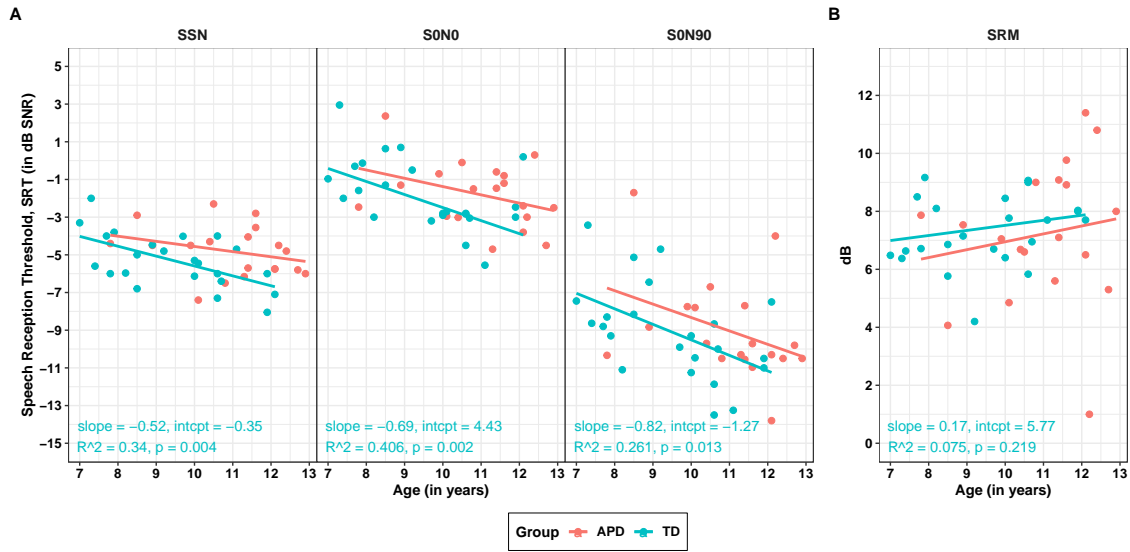 A
B
SSN
S0N0
S0N90
SRM
Speech Reception Threshold, SRT (in dB SNR)
5
3
1
−1
−3
−5
−7
−9
−11
−13
−15
dB
12
10
8
6
4
2
0
slope = −0.52, intcpt = −0.35
R^2 = 0.34, p = 0.004
slope = −0.69, intcpt = 4.43
R^2 = 0.406, p = 0.002
slope = −0.82, intcpt = −1.27
R^2 = 0.261, p = 0.013
slope = 0.17, intcpt = 5.77
R^2 = 0.075, p = 0.219
7 8 9 10 11 12 13
7 8 9 10 11 12 13
7 8 9 10 11 12 13
7 8 9 10 11 12 13
Age (in years)
Age (in years)
Group APD TD